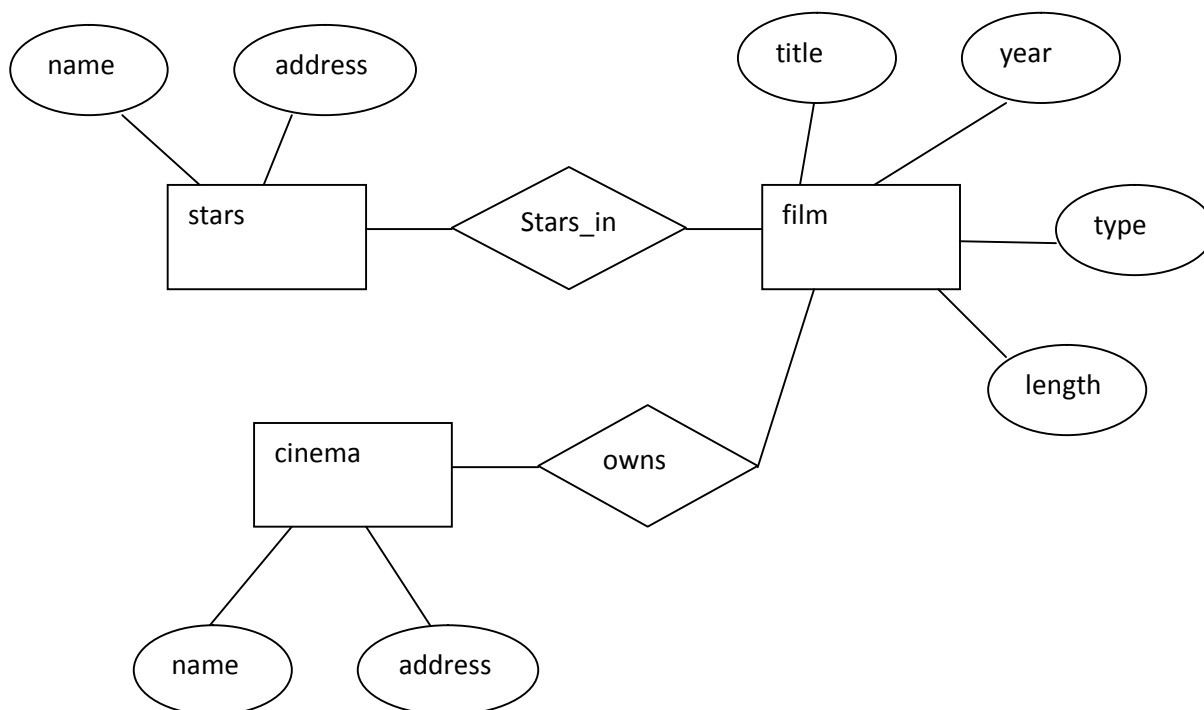 name
address
title
year
stars
Stars_in
film
type
length
cinema
owns
name
address